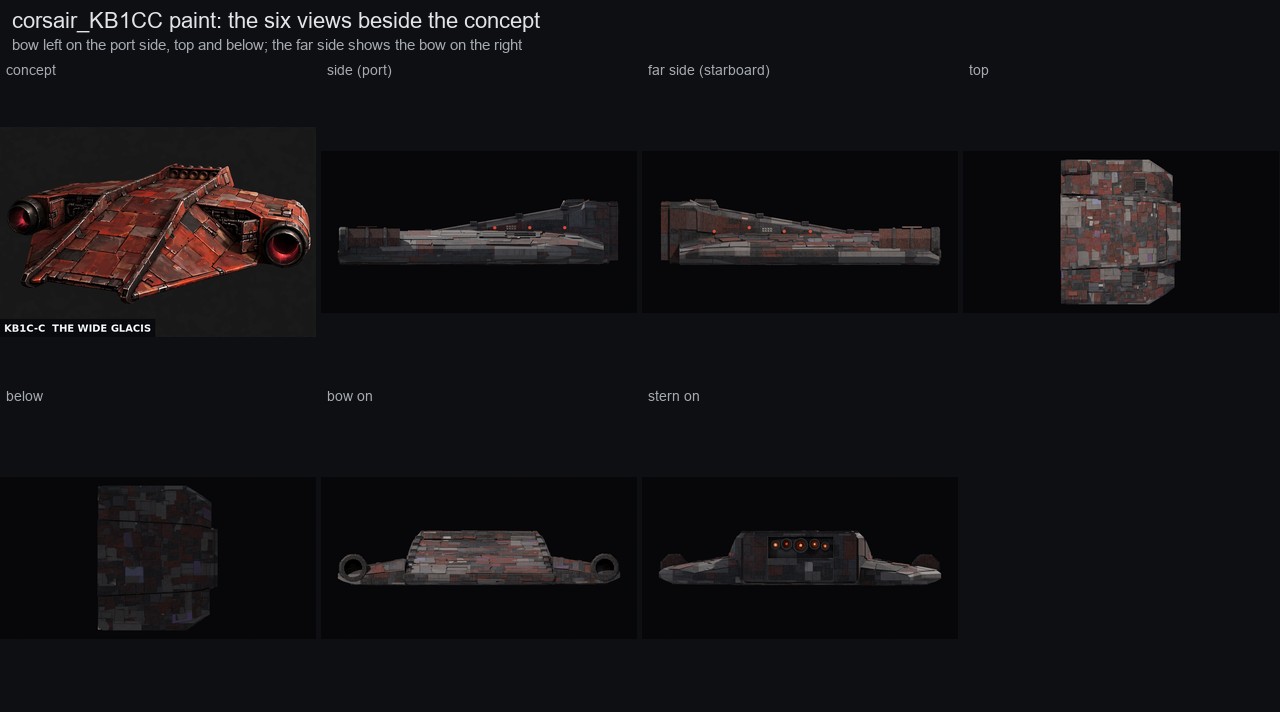 corsair_KB1CC paint: the six views beside the concept
bow left on the port side, top and below; the far side shows the bow on the right
concept
side (port)
far side (starboard)
top
KB1C-C THE WIDE GLACIS
below
bow on
stern on